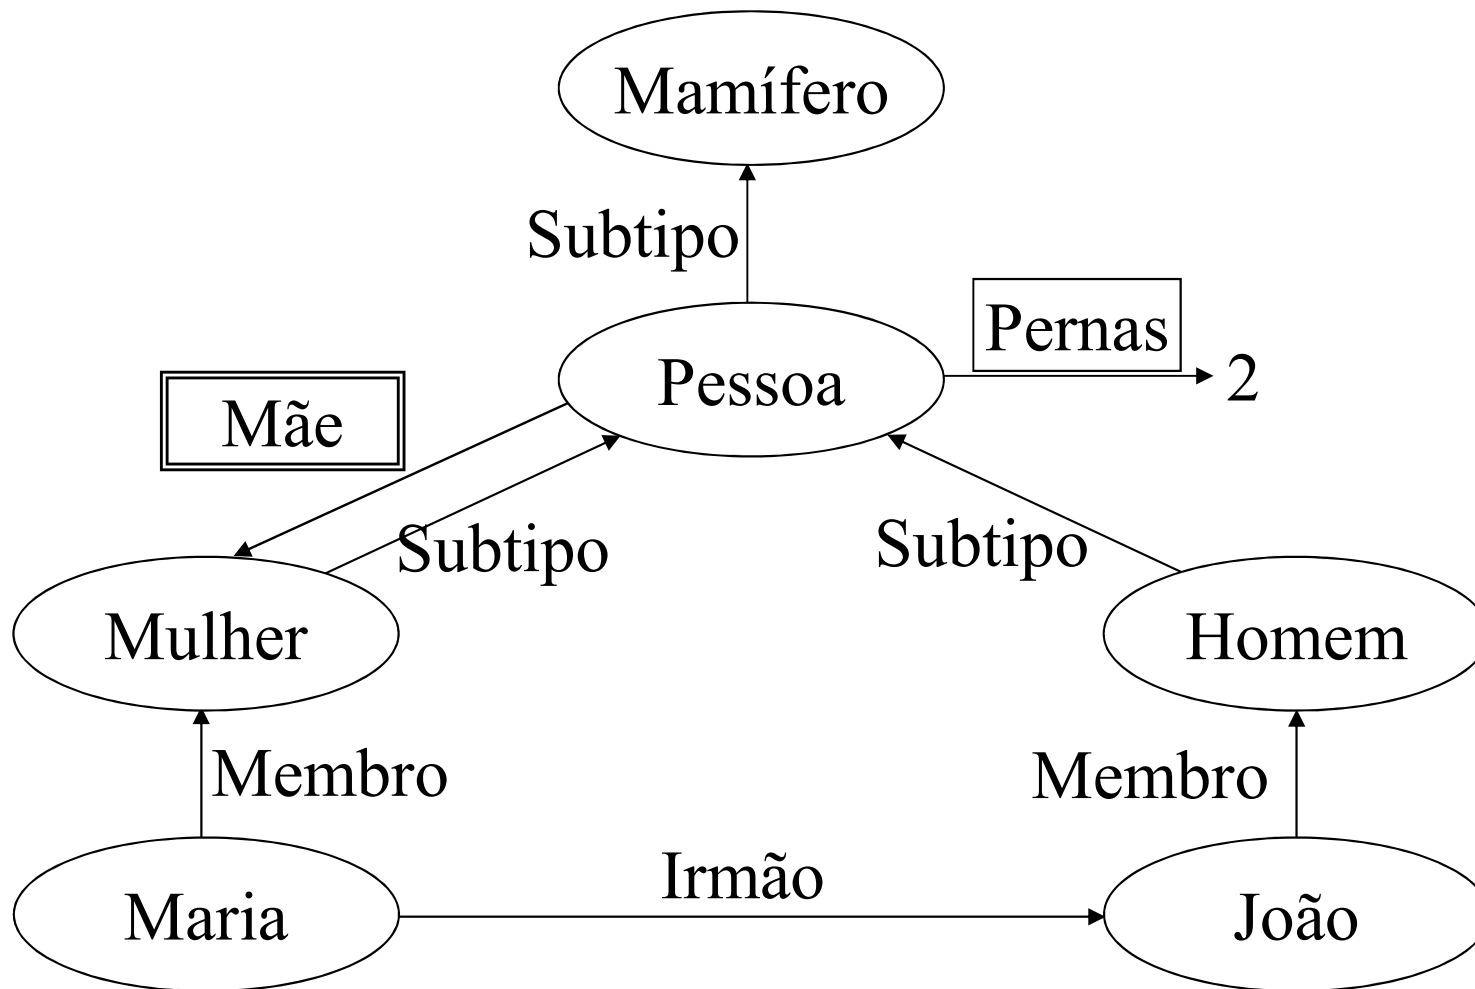 Mamífero
Subtipo
Pernas
Pessoa
2
Mãe
Subtipo
Subtipo
Mulher
Homem
Membro
Membro
Irmão
Maria
João